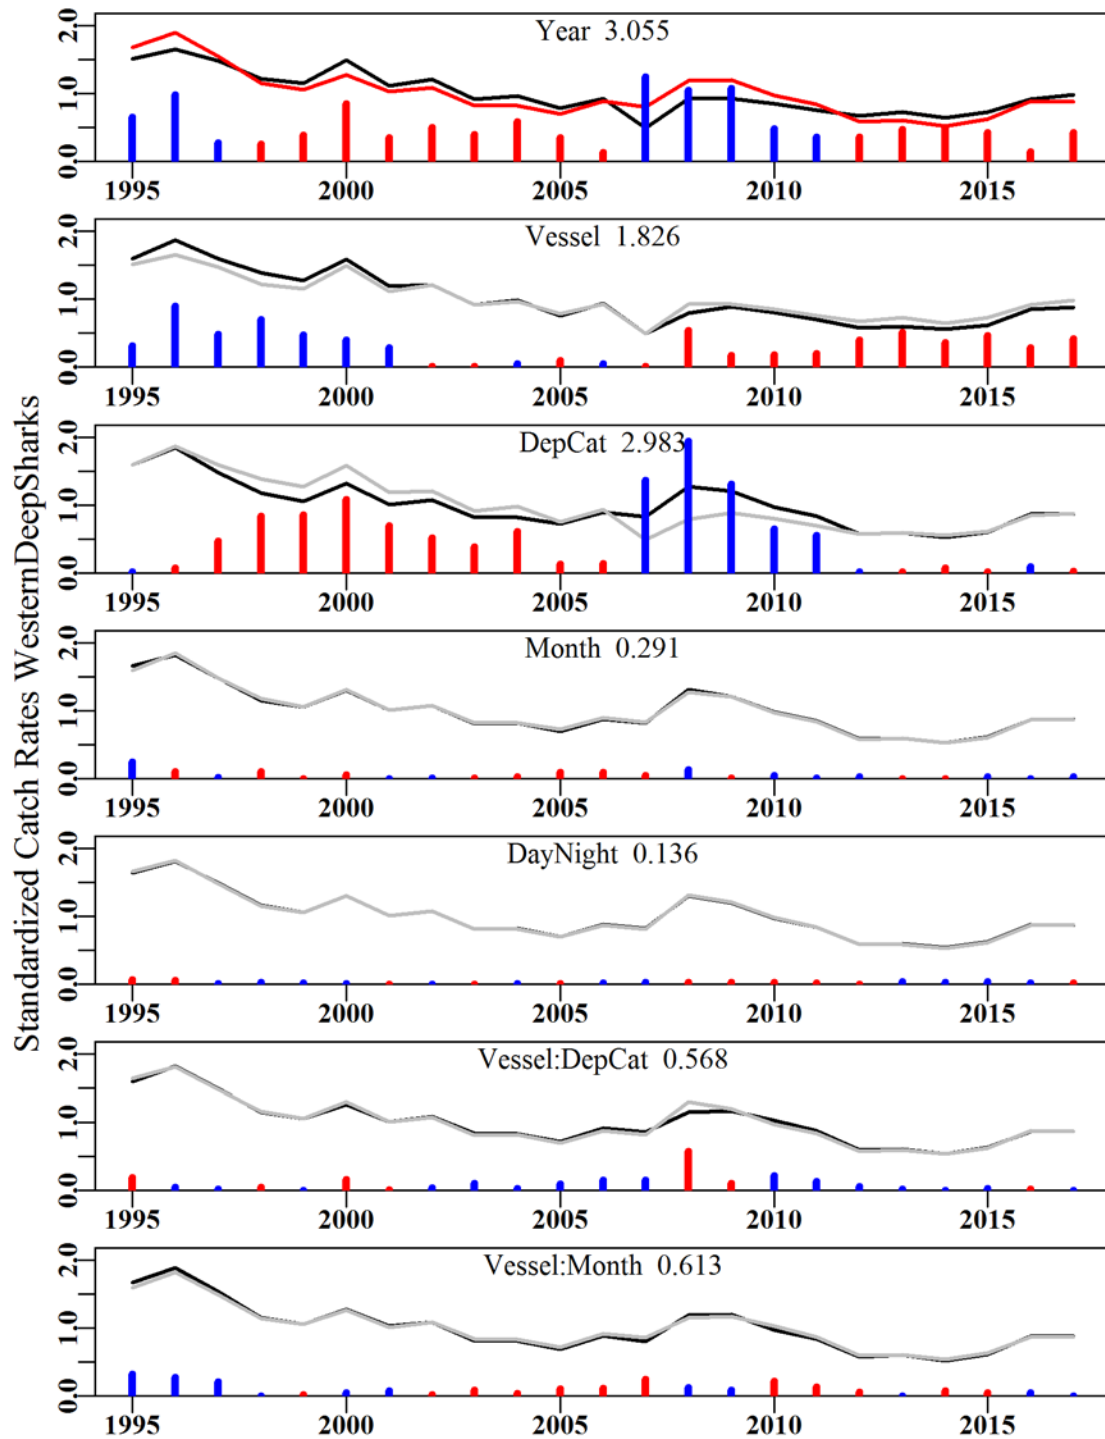 Standardized Catch Rates WesternDeepSharks
Year 3.055
0.0 1.0 2.0
1995 2000 2005 2010 2015
Vessel 1.826
0.0 1.0 2.0
1995 2000 2005 2010 2015
DepCat 2.983
0.0 1.0 2.0
1995 2000 2005 2010 2015
Month 0.291
0.0 1.0 2.0
1995 2000 2005 2010 2015
DayNight 0.136
0.0 1.0 2.0
1995 2000 2005 2010 2015
Vessel:DepCat 0.568
0.0 1.0 2.0
1995 2000 2005 2010 2015
Vessel:Month 0.613
0.0 1.0 2.0
1995 2000 2005 2010 2015